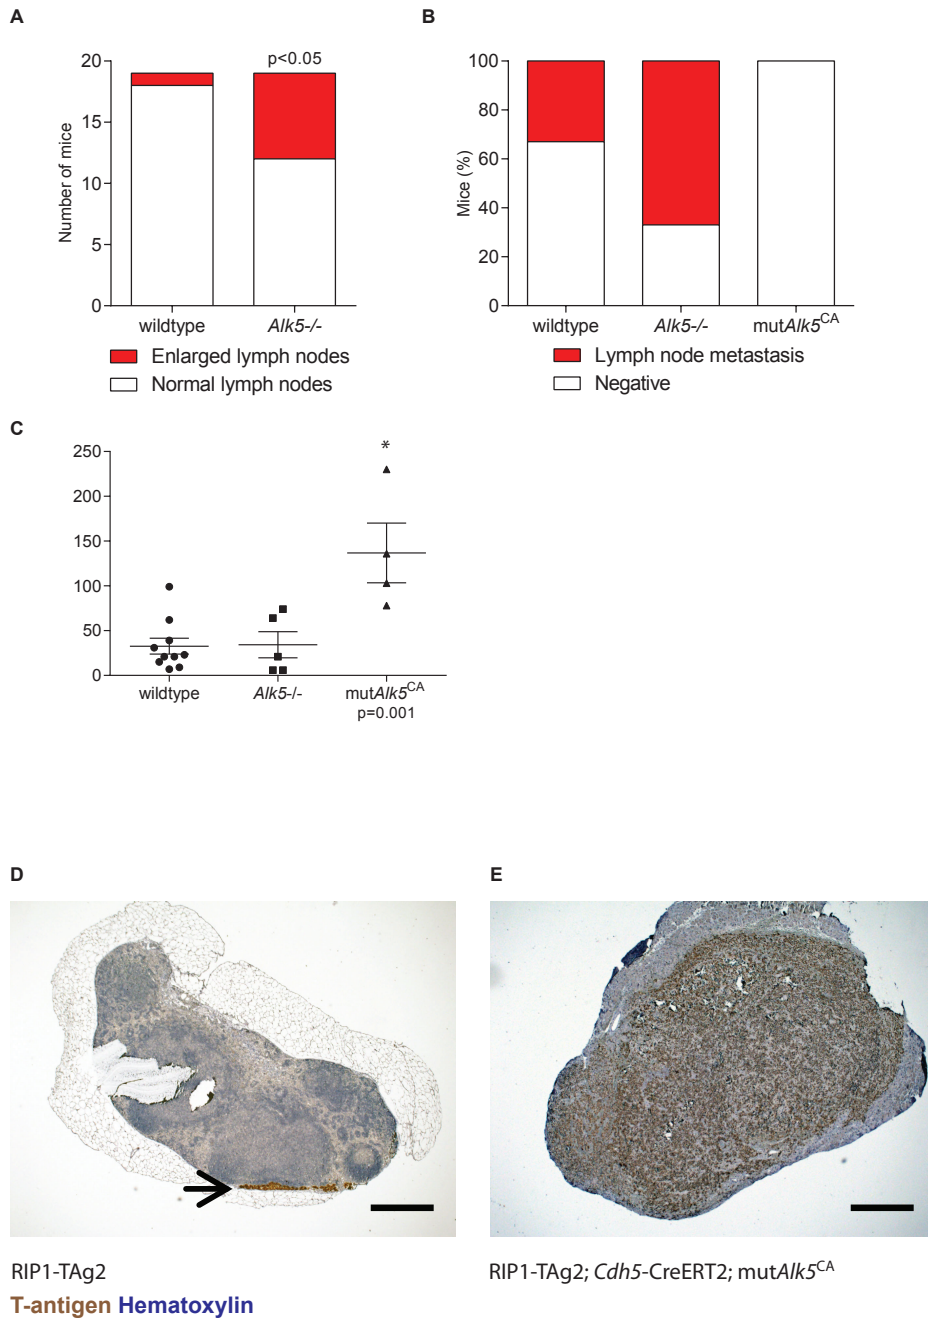 A
B
p<0.05
20
15
10
5
0
Number of mice
wildtype
Alk5-/-
Enlarged lymph nodes
Normal lymph nodes
100
80
60
40
20
0
Mice (%)
wildtype
Alk5-/-
mutAlk5CA
Lymph node metastasis
Negative
C
250
200
150
100
50
0
*
wildtype
Alk5-/-
mutAlk5CA
p=0.001
D
E
RIP1-TAg2
RIP1-TAg2; Cdh5-CreERT2; mutAlk5CA
T-antigen Hematoxylin